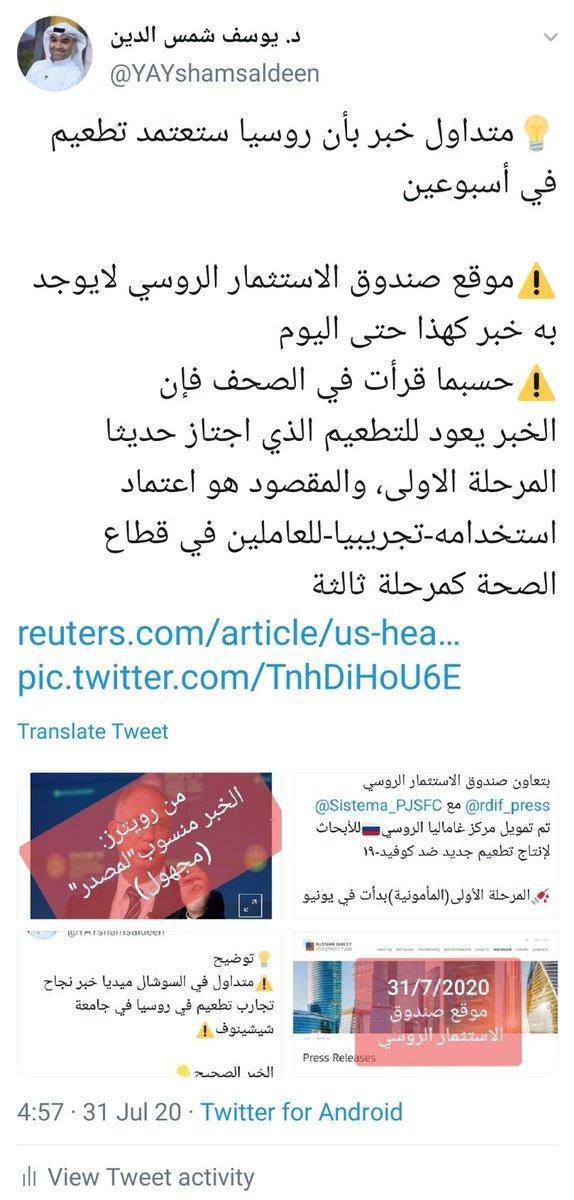 د. يوسف شمس الدين
@YAYshamsaldeen
💡متداول خبر بأن روسيا ستعتمد تطعيم
في أسبوعين
⚠️موقع صندوق الاستثمار الروسي لايوجد
به خبر كهذا حتى اليوم
⚠️حسبما قرأت في الصحف فإن
الخبر يعود للتطعيم الذي اجتاز حديثا
المرحلة الاولى، والمقصود هو اعتماد
استخدامه-تجريبيا-للعاملين في قطاع
الصحة كمرحلة ثالثة
reuters.com/article/us-hea…
pic.twitter.com/TnhDiHoU6E
Translate Tweet
من رويترز:
الخبر منسوب"لمصدر"
(مجهول)
بتعاون صندوق الاستثمار الروسي
@Sistema_PJSFC مع @rdif_press
تم تمويل مركز غاماليا الروسي🇷🇺للأبحاث
لإنتاج تطعيم جديد ضد كوفيد-١٩
المرحلة الأولى(المأمونية)بدأت في يونيو
@YAYshamsaldeen
💡توضيح
⚠️متداول في السوشال ميديا خبر نجاح
تجارب تطعيم في روسيا في جامعة
شيشينوف⚠️
الخبر الصحيح👇
RUSSIAN DIRECT
INVESTMENT FUND
31/7/2020
موقع صندوق
الاستثمار الروسي
Press Releases
4:57 · 31 Jul 20 · Twitter for Android
View Tweet activity